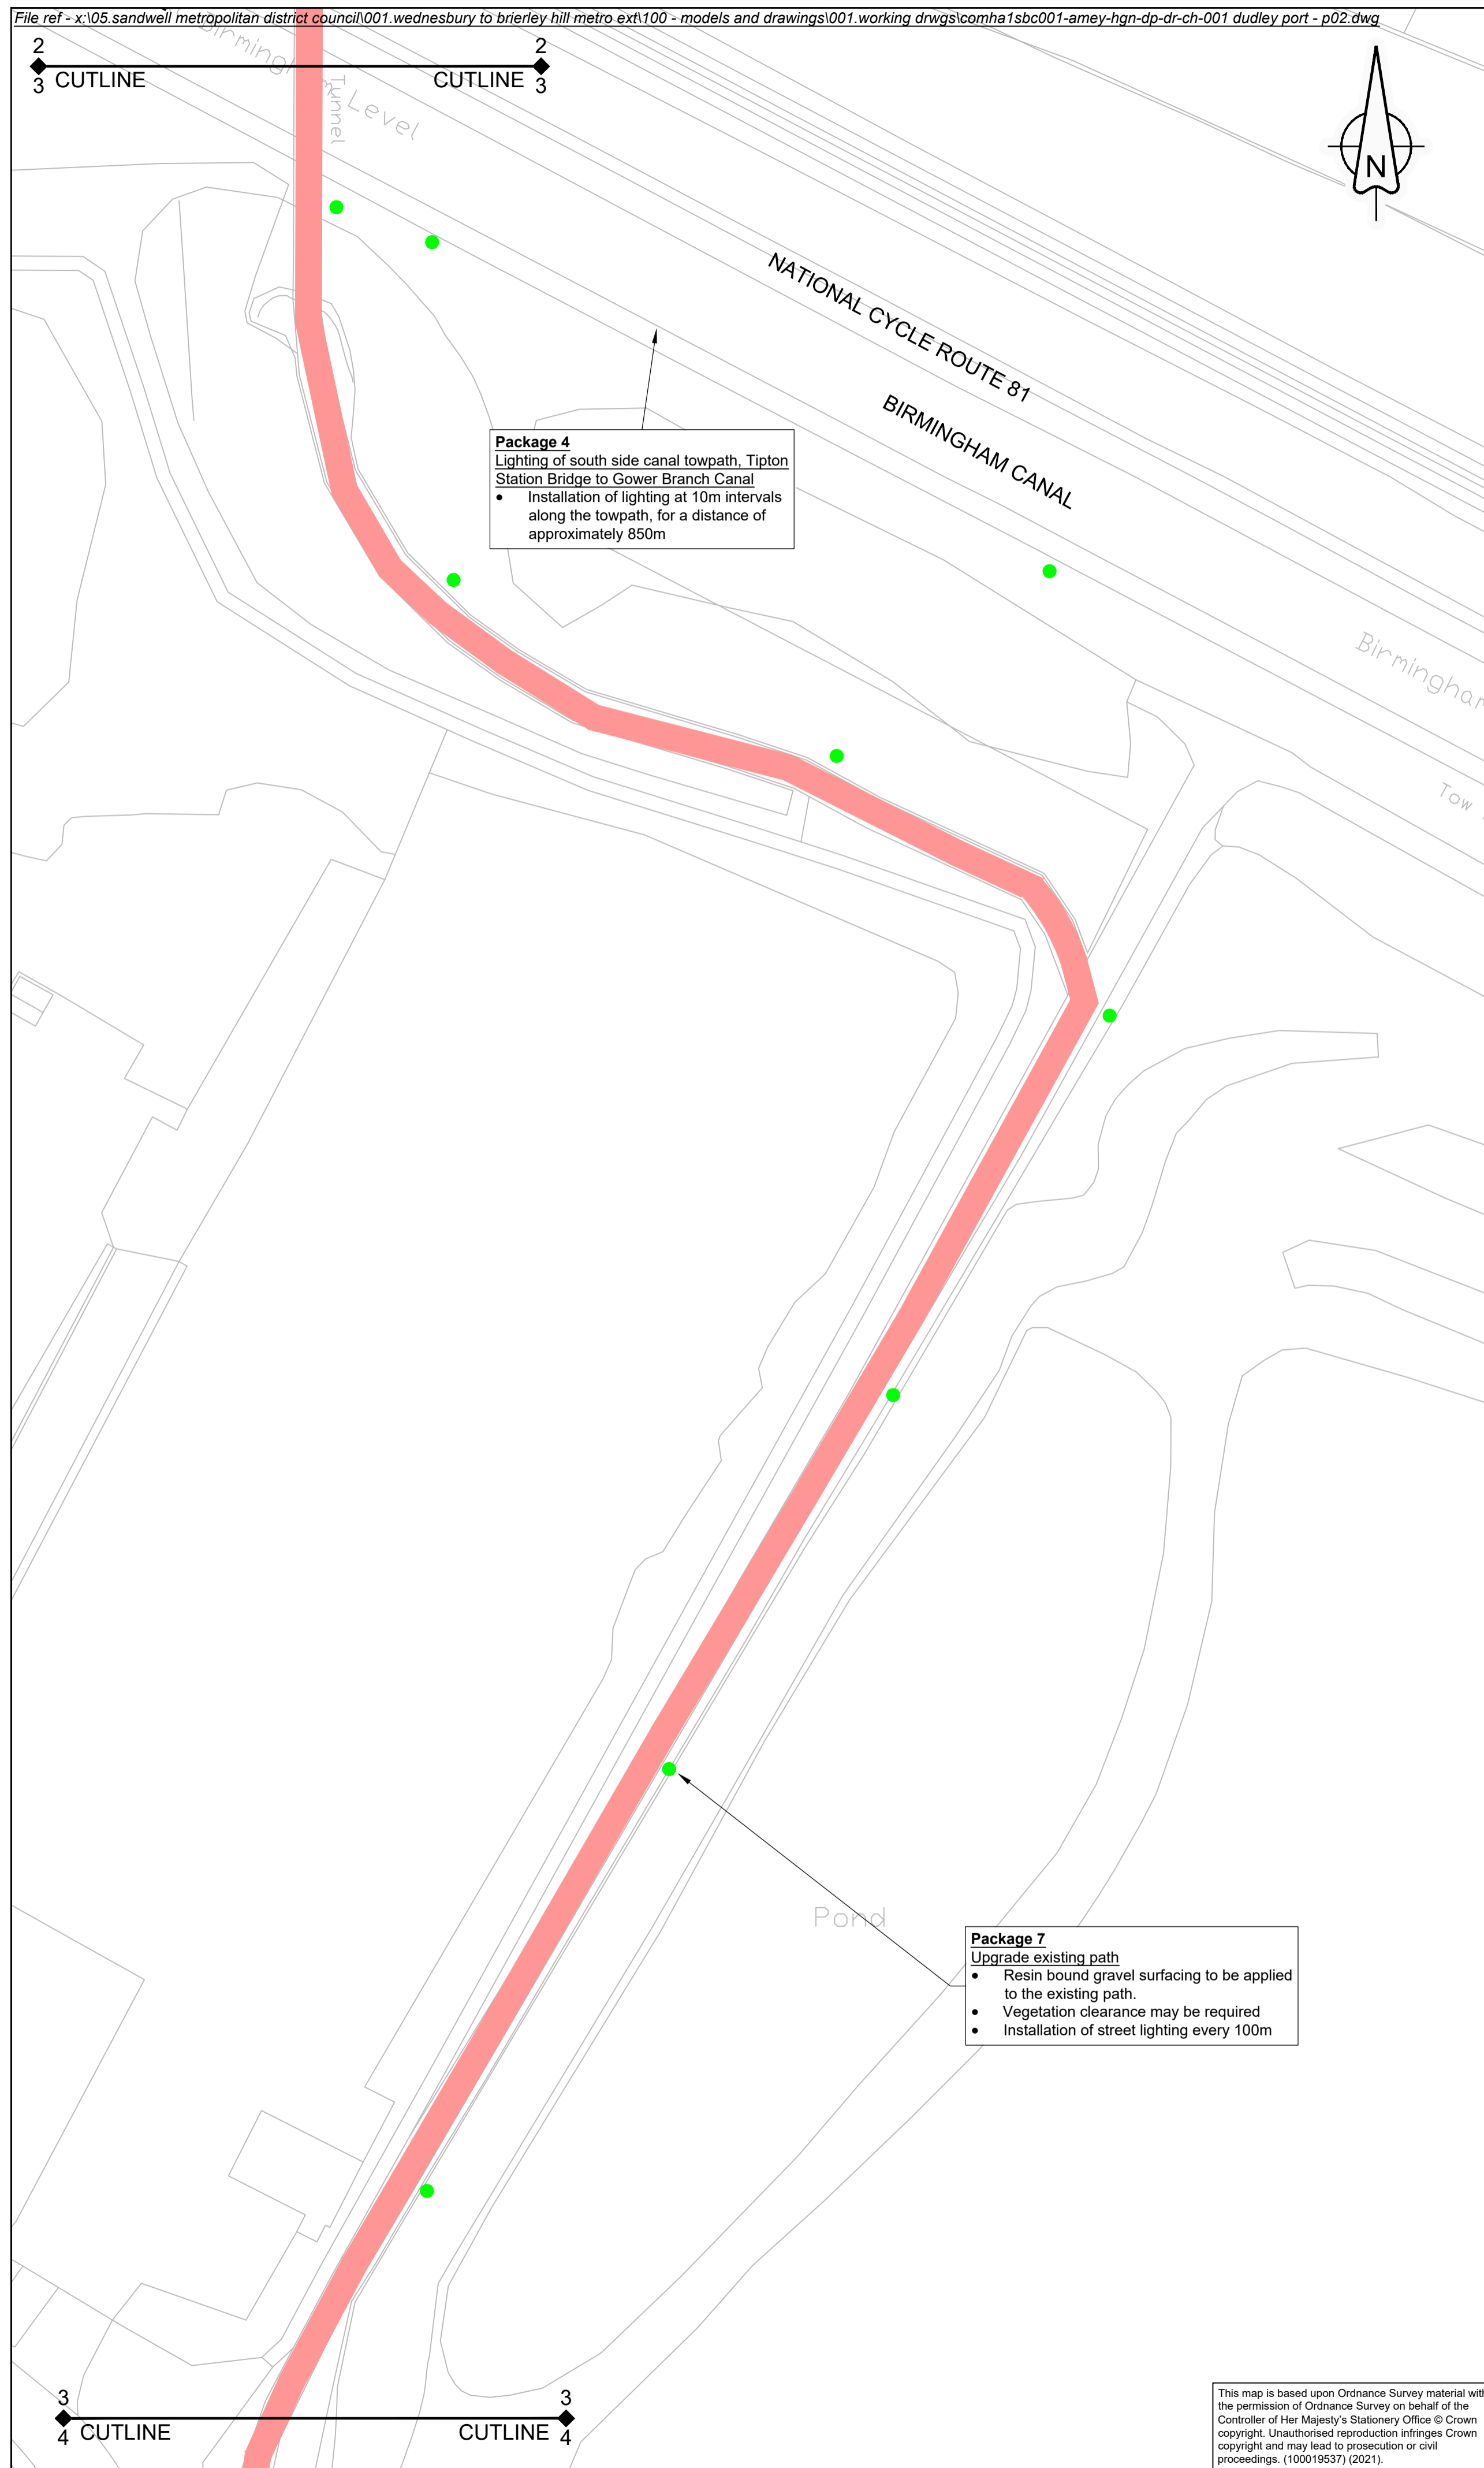 File ref - x:\05.sandwell metropolitan district council\001.wednesbury to brierley hill metro ext\100 - models and drawings\001.working drwgs\comha1sbc001-amey-hgn-dp-dr-ch-001 dudley port - p02.dwg
2 2
CUTLINE CUTLINE
3 3
Birmingham Level
Tunnel
N
NATIONAL CYCLE ROUTE 81
BIRMINGHAM CANAL
Package 4
Lighting of south side canal towpath, Tipton
Station Bridge to Gower Branch Canal
• Installation of lighting at 10m intervals
along the towpath, for a distance of
approximately 850m
Birmingham
Tow
Pond
Package 7
Upgrade existing path
• Resin bound gravel surfacing to be applied
to the existing path.
• Vegetation clearance may be required
• Installation of street lighting every 100m
3 3
CUTLINE CUTLINE
4 4
This map is based upon Ordnance Survey material with
the permission of Ordnance Survey on behalf of the
Controller of Her Majesty's Stationery Office © Crown
copyright. Unauthorised reproduction infringes Crown
copyright and may lead to prosecution or civil
proceedings. (100019537) (2021).